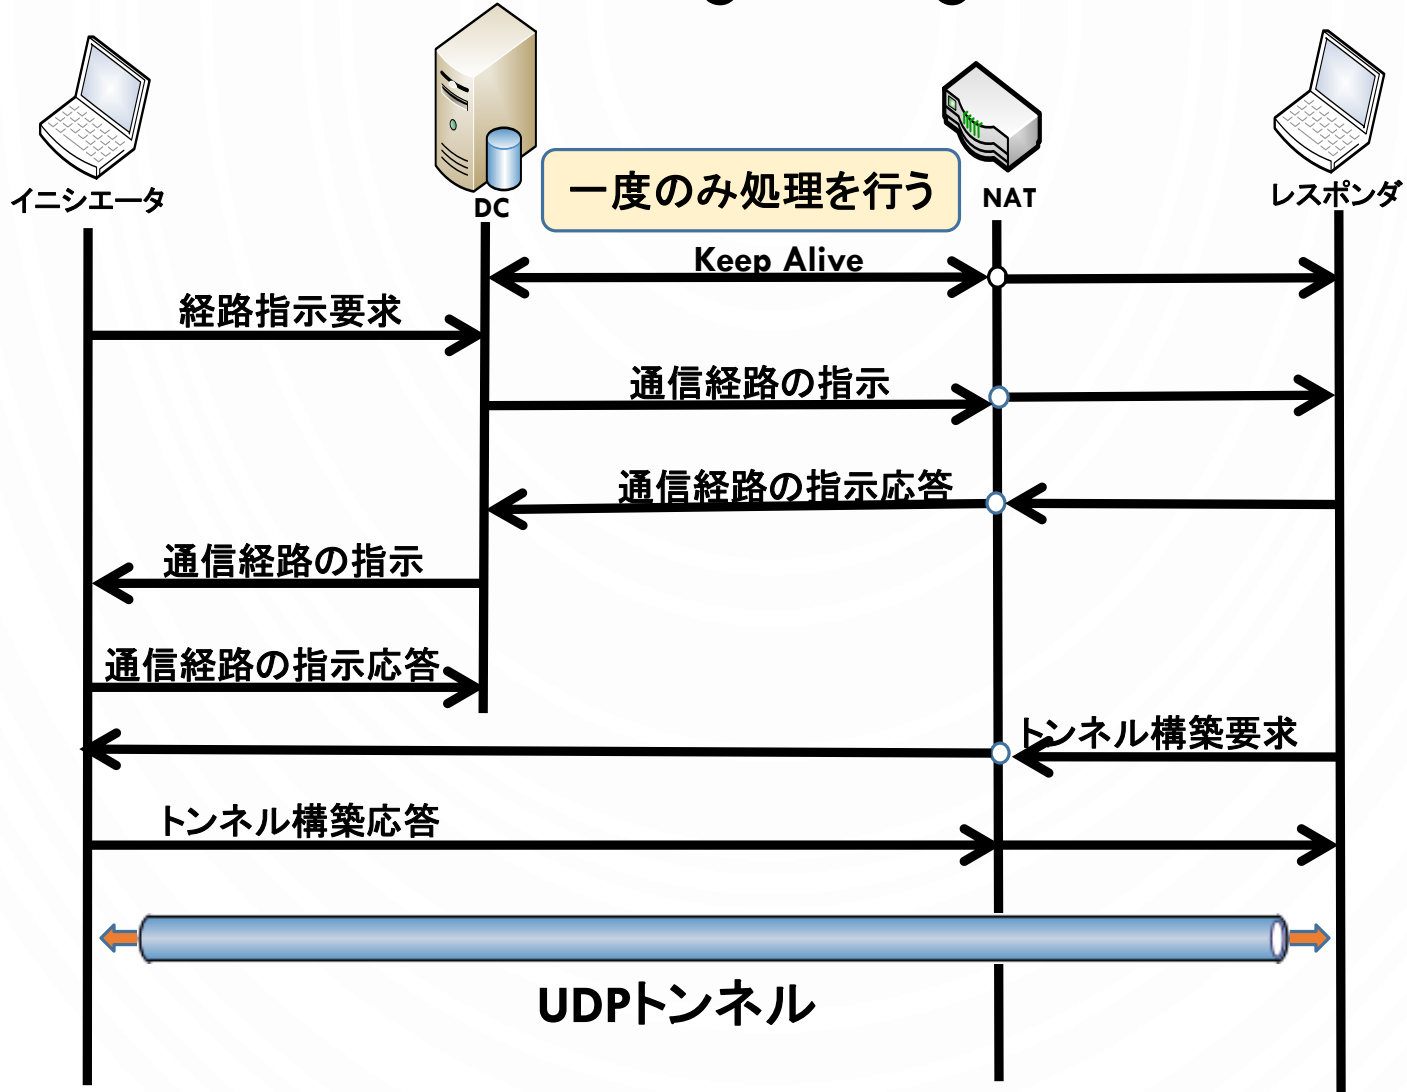 イニシエータ
DC
一度のみ処理を行う
NAT
レスポンダ
Keep Alive
経路指示要求
通信経路の指示
通信経路の指示応答
通信経路の指示
通信経路の指示応答
トンネル構築要求
トンネル構築応答
UDPトンネル